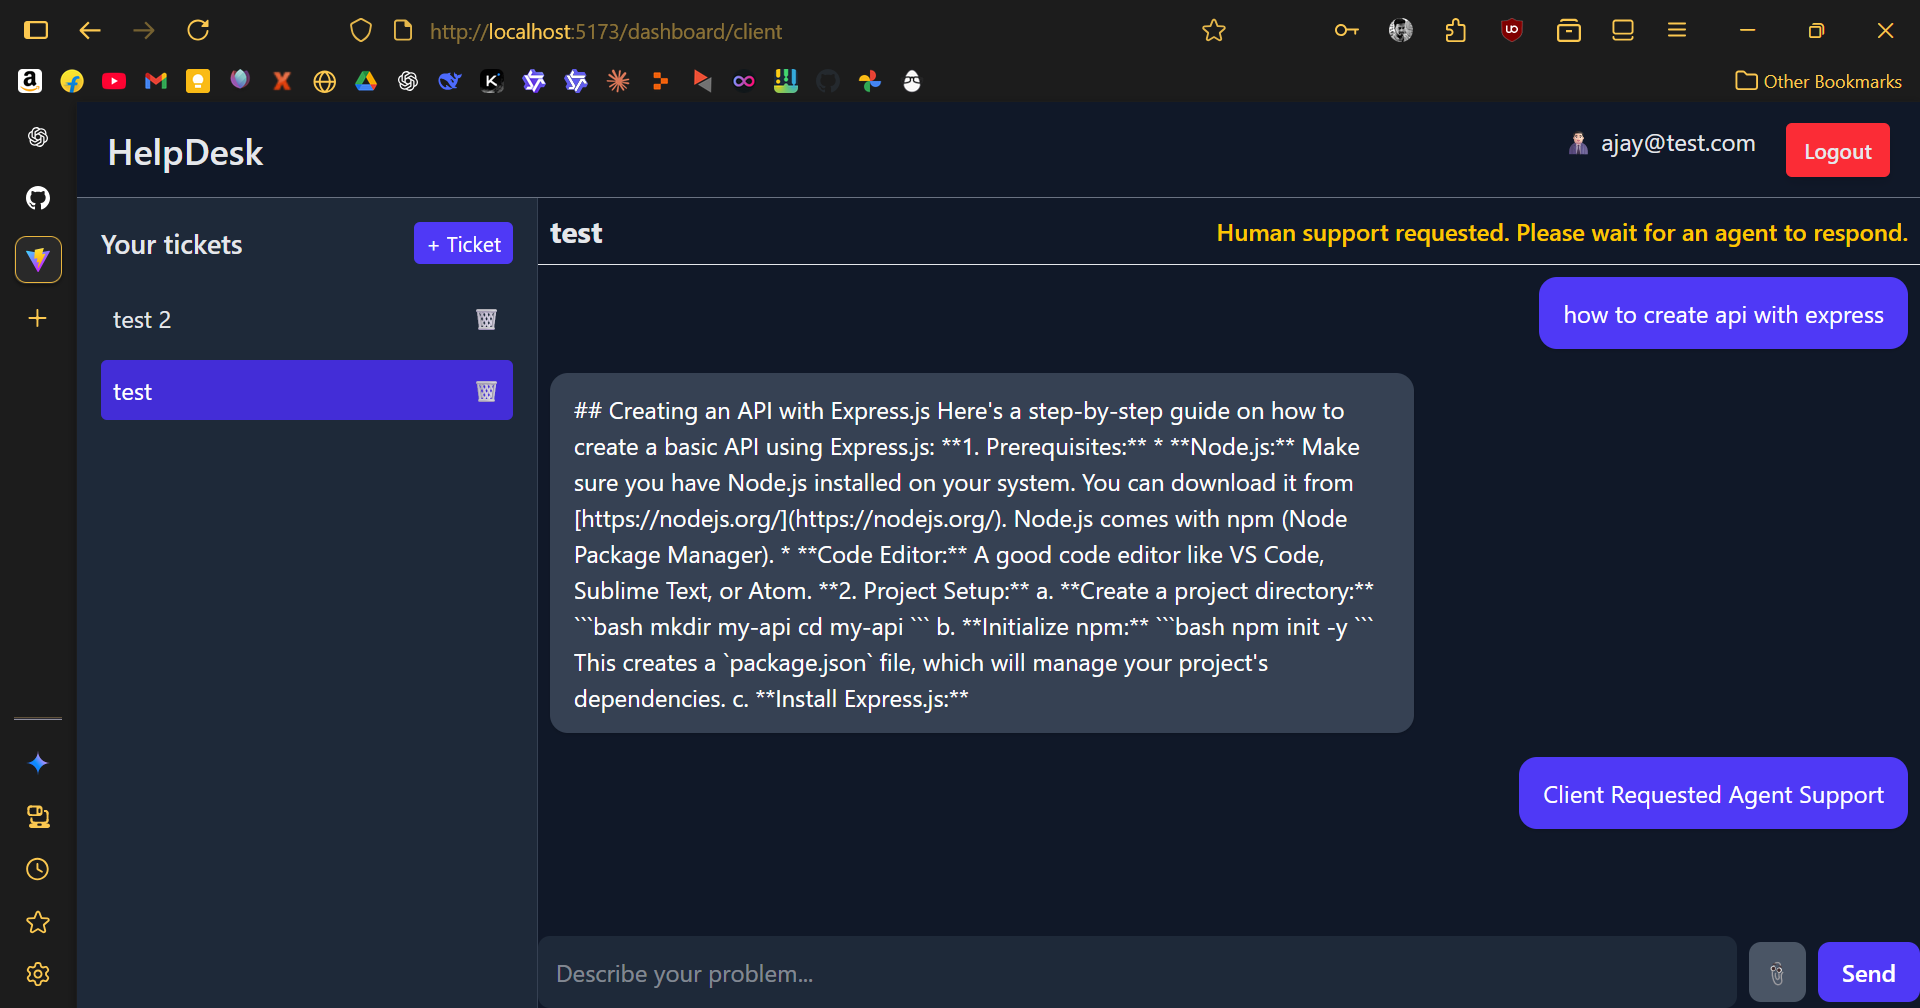 http://localhost:5173/dashboard/client
Other Bookmarks
HelpDesk
ajay@test.com
Logout
Your tickets
+ Ticket
test 2
test
test
Human support requested. Please wait for an agent to respond.
how to create api with express
## Creating an API with Express.js Here's a step-by-step guide on how to
create a basic API using Express.js: **1. Prerequisites:** * **Node.js:** Make
sure you have Node.js installed on your system. You can download it from
[https://nodejs.org/](https://nodejs.org/). Node.js comes with npm (Node
Package Manager). * **Code Editor:** A good code editor like VS Code,
Sublime Text, or Atom. **2. Project Setup:** a. **Create a project directory:**
```bash mkdir my-api cd my-api ``` b. **Initialize npm:** ```bash npm init -y ```
This creates a `package.json` file, which will manage your project's
dependencies. c. **Install Express.js:**
Client Requested Agent Support
Describe your problem...
Send